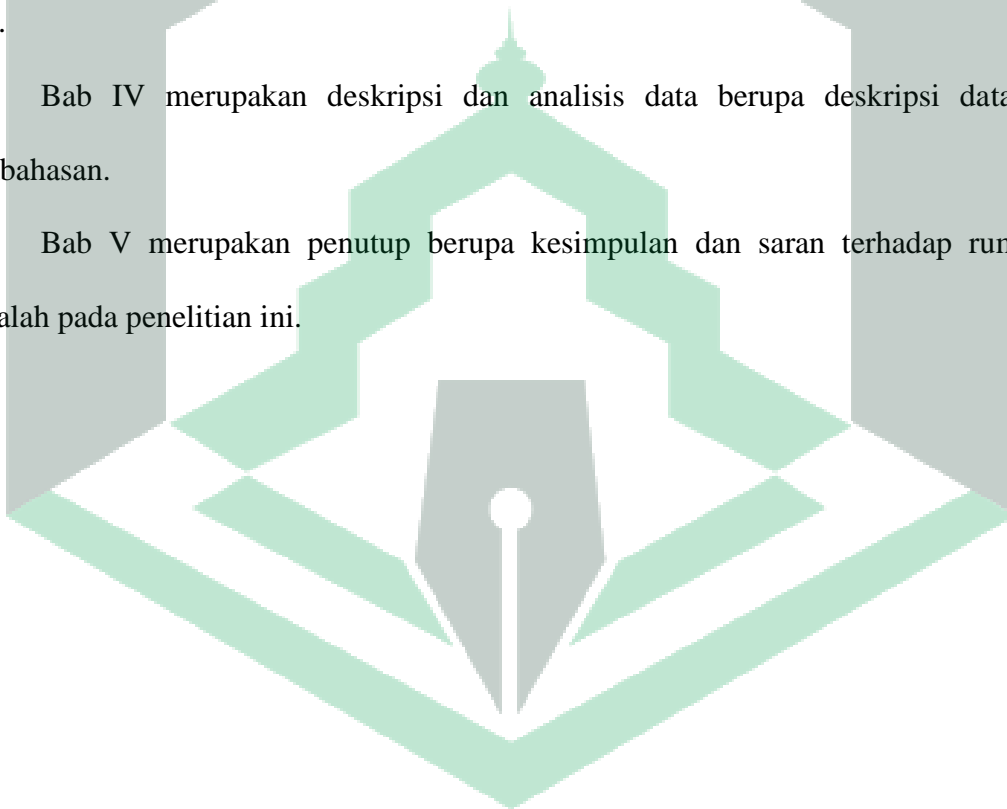 .
Bab IV merupakan deskripsi dan analisis data berupa deskripsi data
bahasan.
Bab V merupakan penutup berupa kesimpulan dan saran terhadap rum
alah pada penelitian ini.